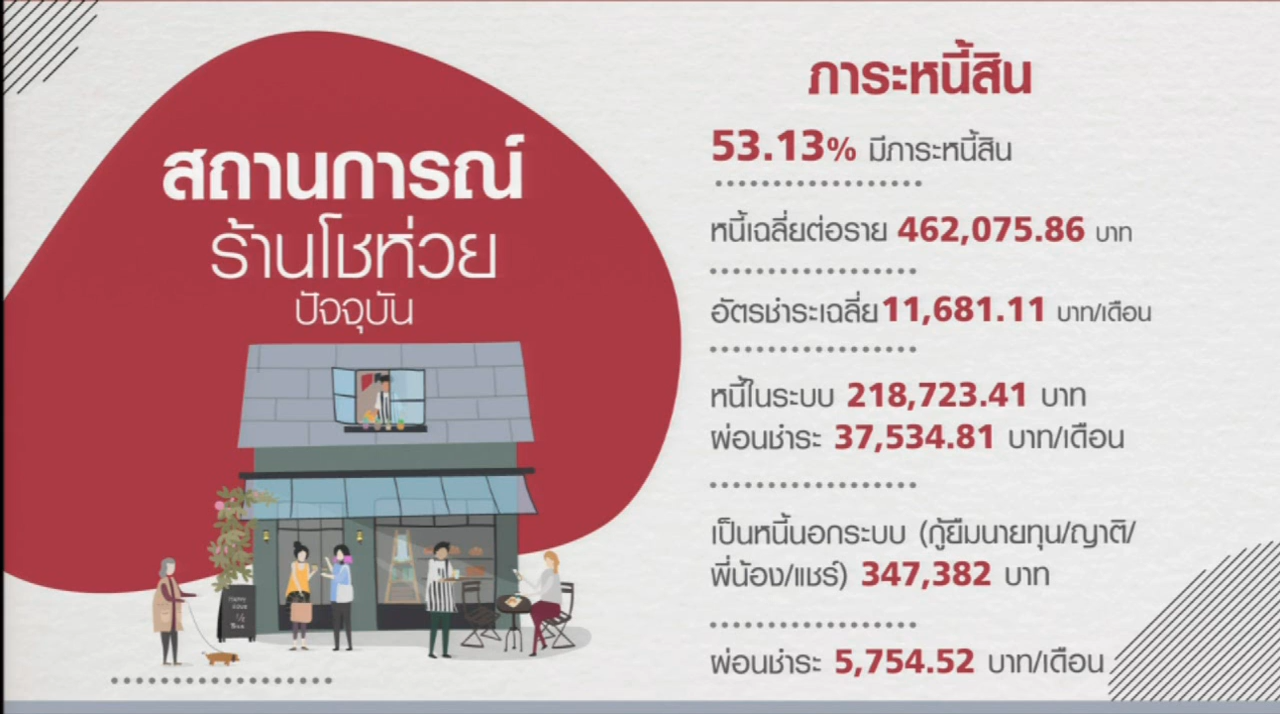 สถานการณ์
ร้านโชห่วย
ปัจจุบัน
ภาระหนี้สิน
53.13% มีภาระหนี้สิน
หนี้เฉลี่ยต่อราย 462,075.86 บาท
อัตรชำระเฉลี่ย 11,681.11 บาท/เดือน
หนี้ในระบบ 218,723.41 บาท
ผ่อนชำระ 37,534.81 บาท/เดือน
เป็นหนี้นอกระบบ (กู้ยืมนายทุน/ญาติ/
พี่น้อง/แชร์) 347,382 บาท
ผ่อนชำระ 5,754.52 บาท/เดือน